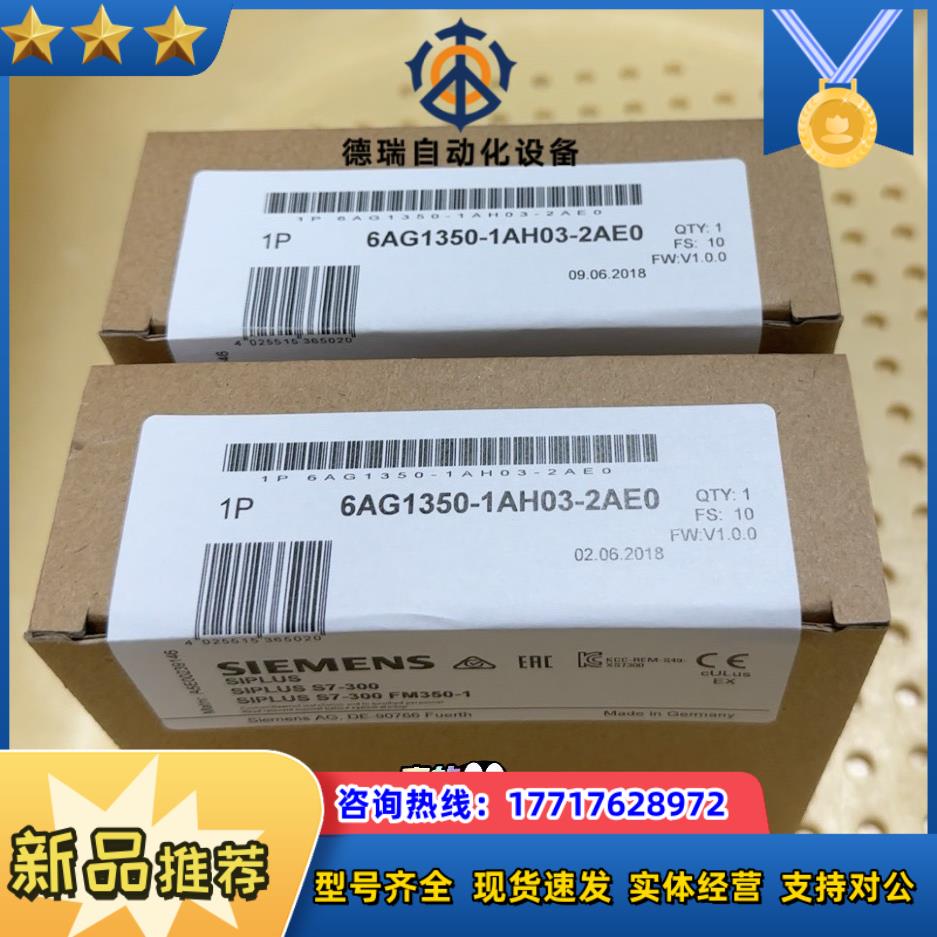 德瑞自动化设备
1P 6AG1350-1AH03-2AE0
1P 6AG1350-1AH03-2AE0
QTY: 1
FS: 10
FW:V1.0.0
09.06.2018
4 025515 365020
1P 6AG1350-1AH03-2AE0
1P 6AG1350-1AH03-2AE0
QTY: 1
FS: 10
FW:V1.0.0
02.06.2018
4 025515 365020
SIEMENS
EAC
KCC-REM-S49-
CE
SIPLUS
cULus
EX
SIPLUS S7-300
SIPLUS S7-300 FM350-1
Siemens AG, DE-90766 Fuerth
Made in Germany
咨询热线：17717628972
新品推荐
型号齐全 现货速发 实体经营 支持对公